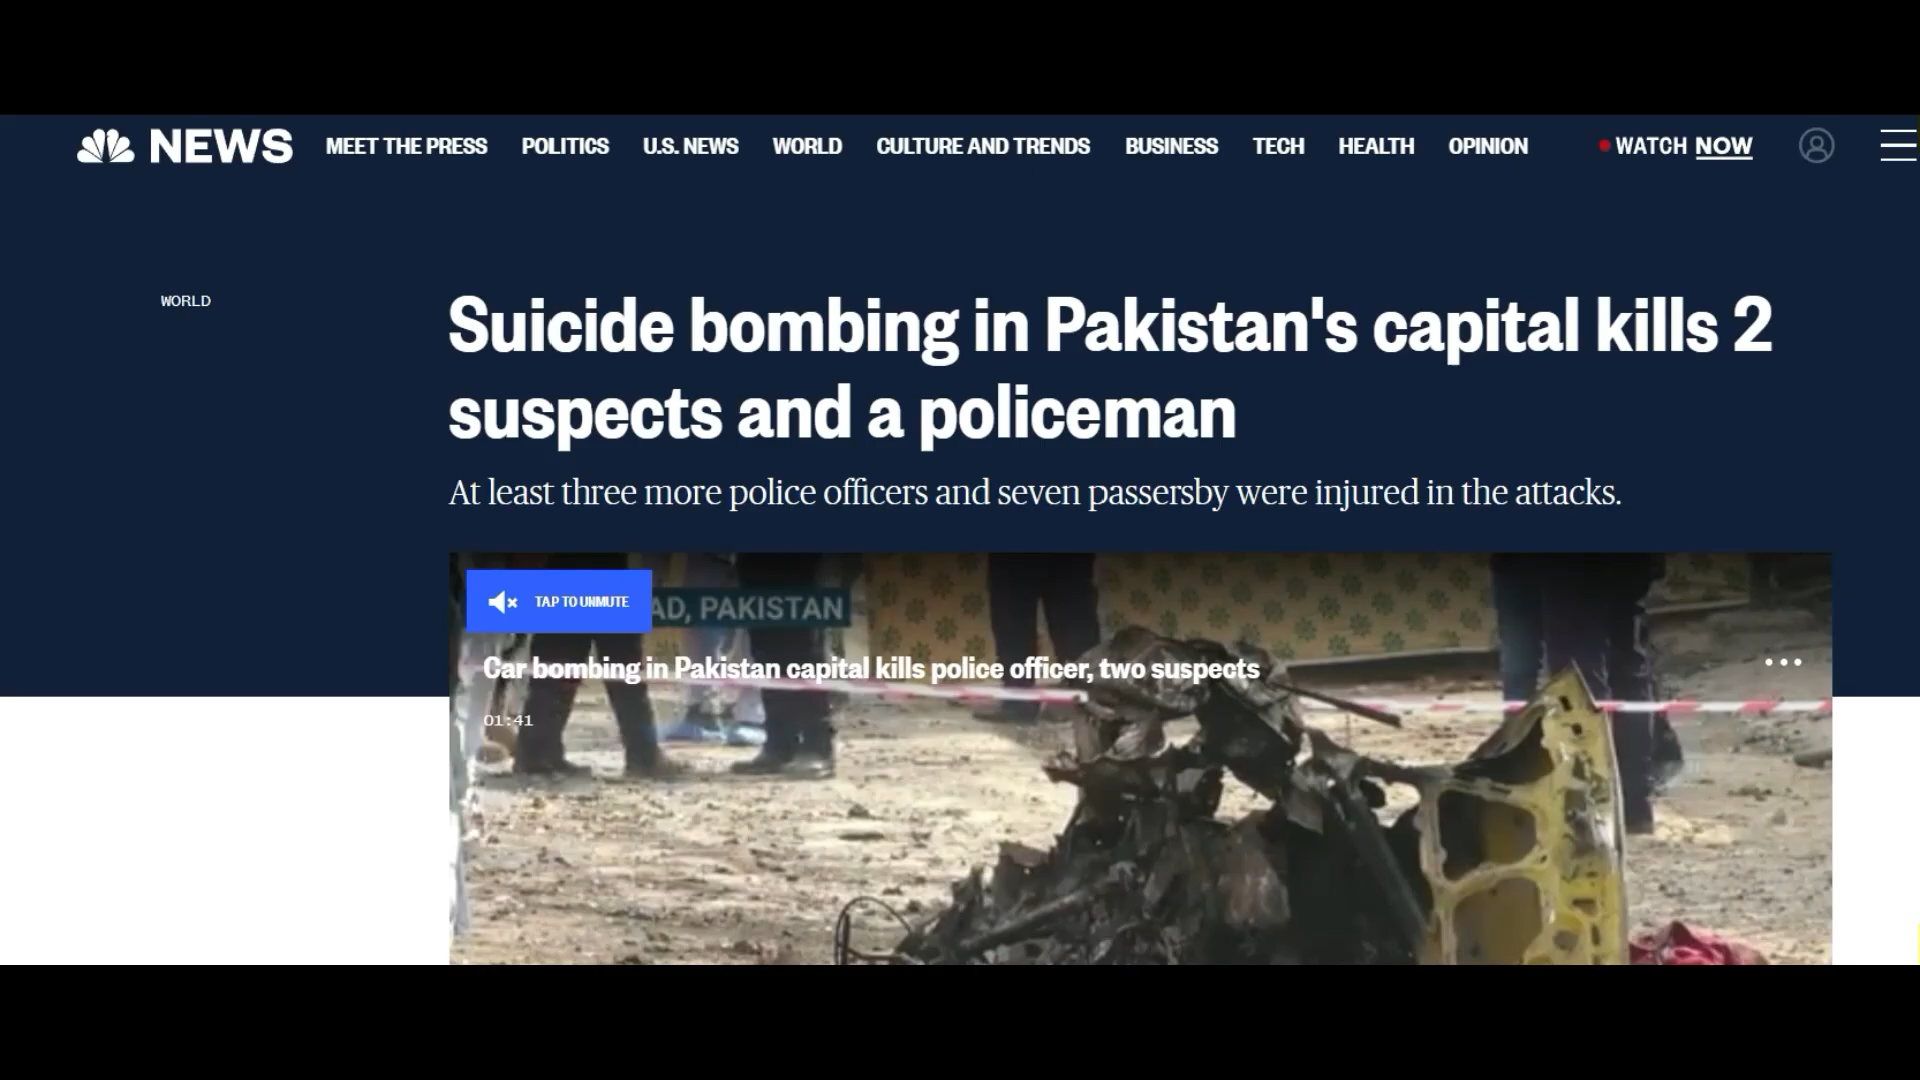 NEWS MEET THE PRESS POLITICS U.S. NEWS WORLD CULTURE AND TRENDS BUSINESS TECH HEALTH OPINION WATCH NOW
WORLD
Suicide bombing in Pakistan's capital kills 2
suspects and a policeman
At least three more police officers and seven passersby were injured in the attacks.
TAP TO UNMUTE AD, PAKISTAN
Car bombing in Pakistan capital kills police officer, two suspects
01:41